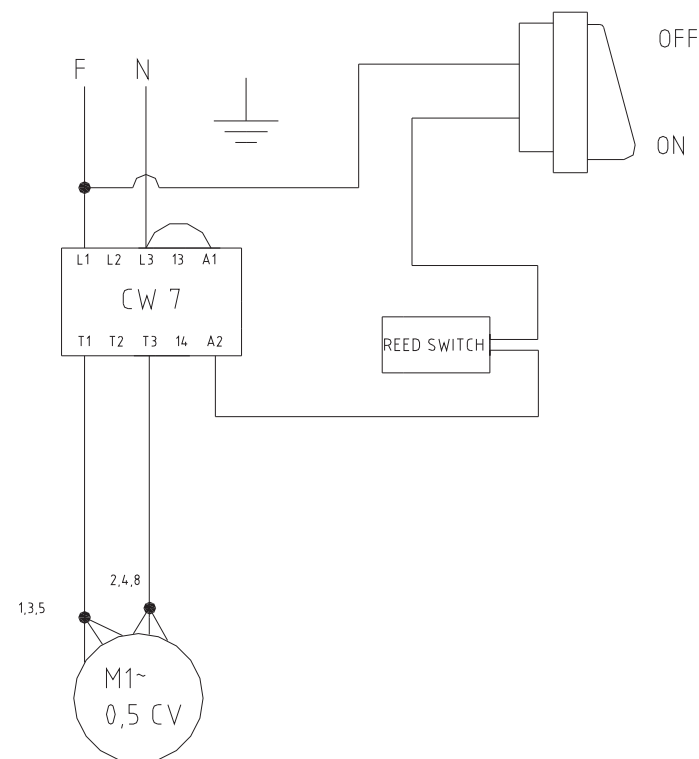 OFF
F N
ON
L1 L2 L3 13 A1
CW 7
T1 T2 T3 14 A2
REED SWITCH
2,4,8
1,3,5
M1~
0,5 CV